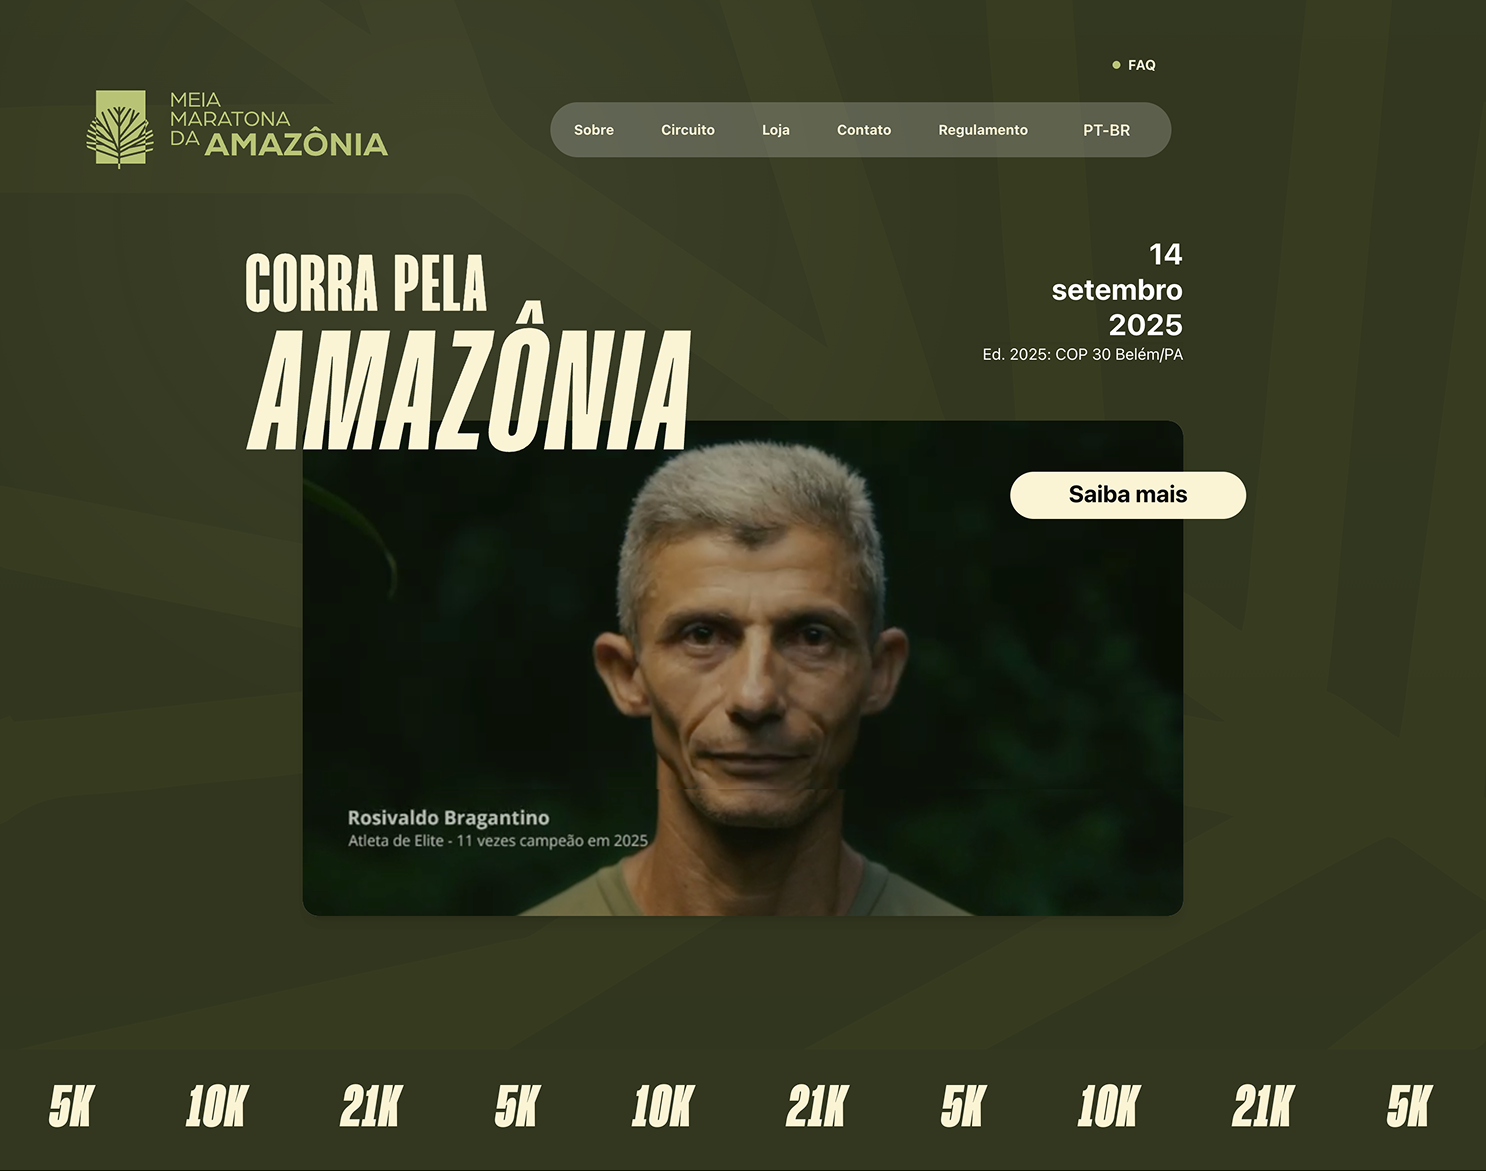 FAQ
MEIA
MARATONA
DA AMAZÔNIA
Sobre Circuito Loja Contato Regulamento PT-BR
CORRA PELA
AMAZÔNIA
14
setembro
2025
Ed. 2025: COP 30 Belém/PA
Saiba mais
Rosivaldo Bragantino
Atleta de Elite - 11 vezes campeão em 2025
5K 10K 21K 5K 10K 21K 5K 10K 21K 5K